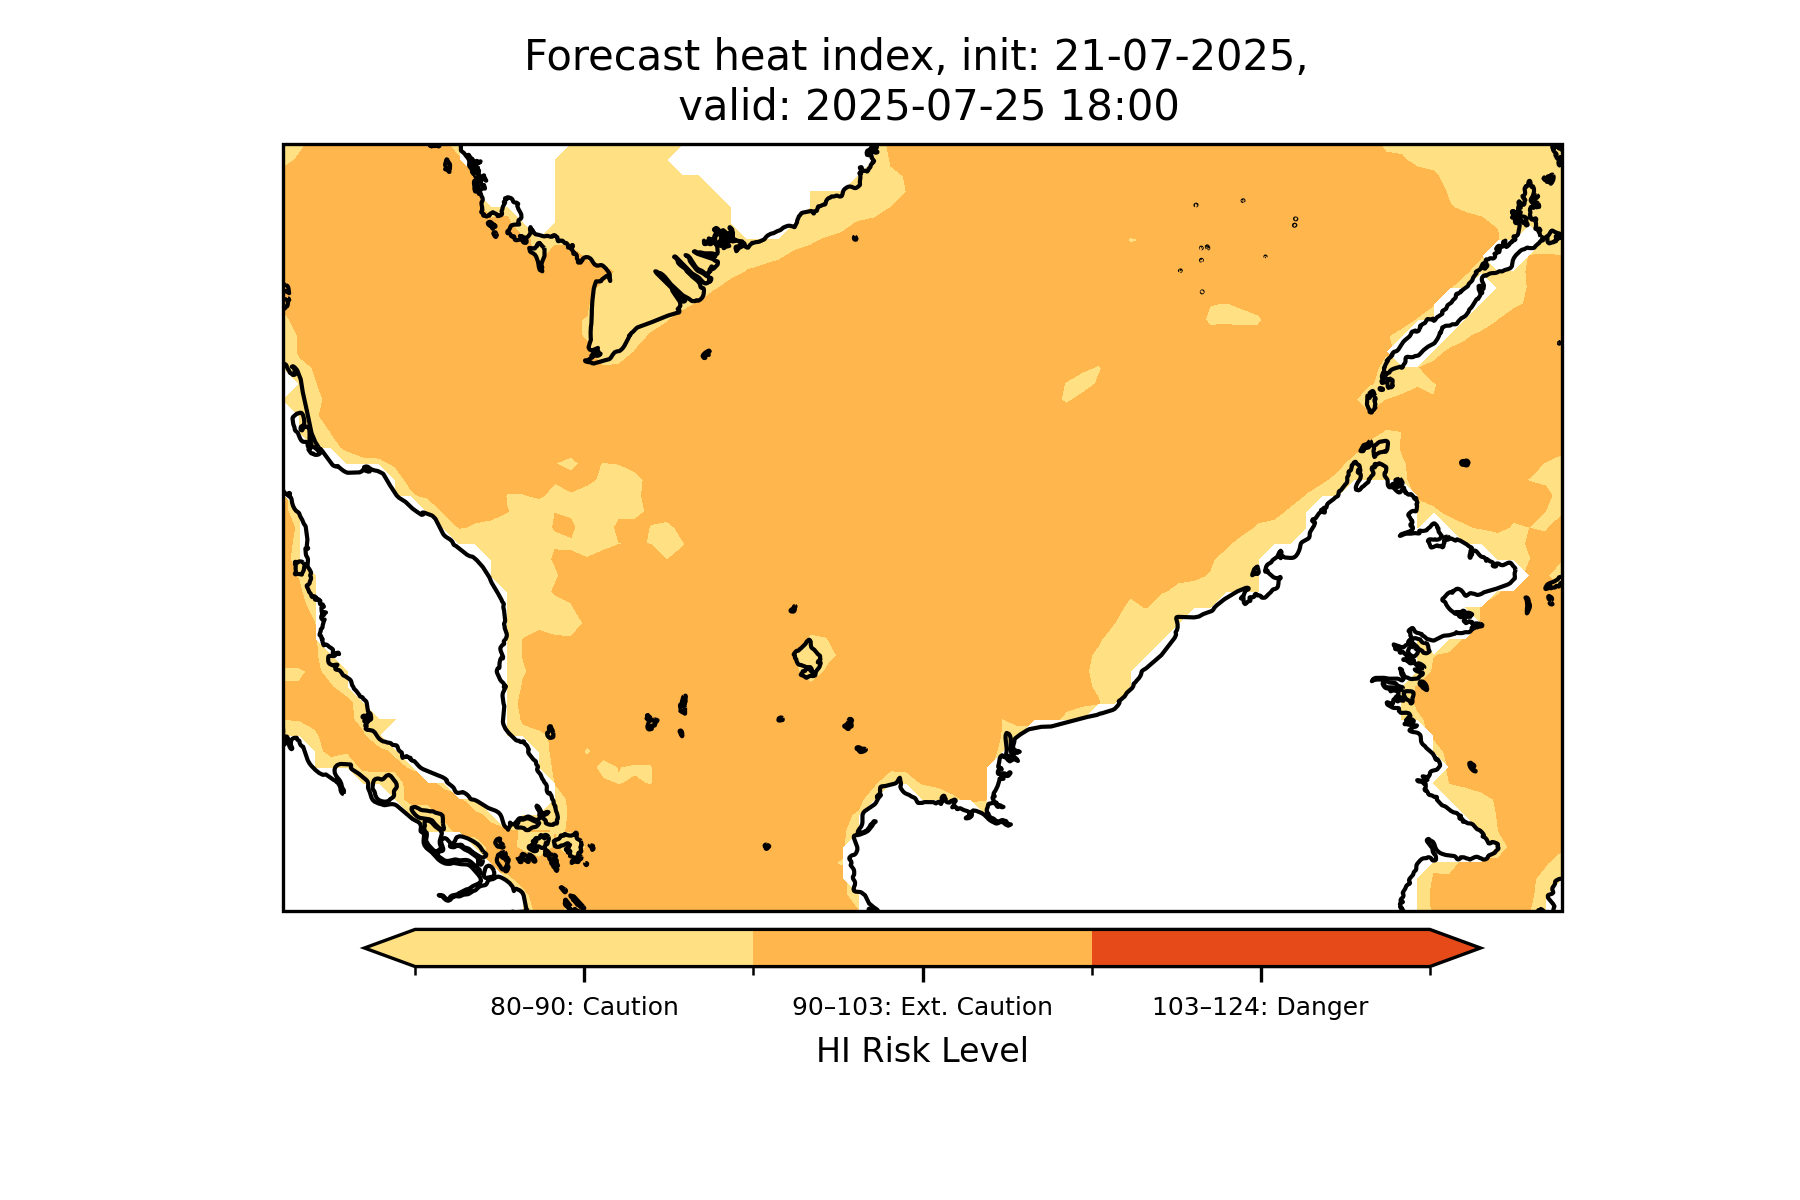 Forecast heat index, init: 21-07-2025,
valid: 2025-07-25 18:00
80–90: Caution
90–103: Ext. Caution
103–124: Danger
HI Risk Level